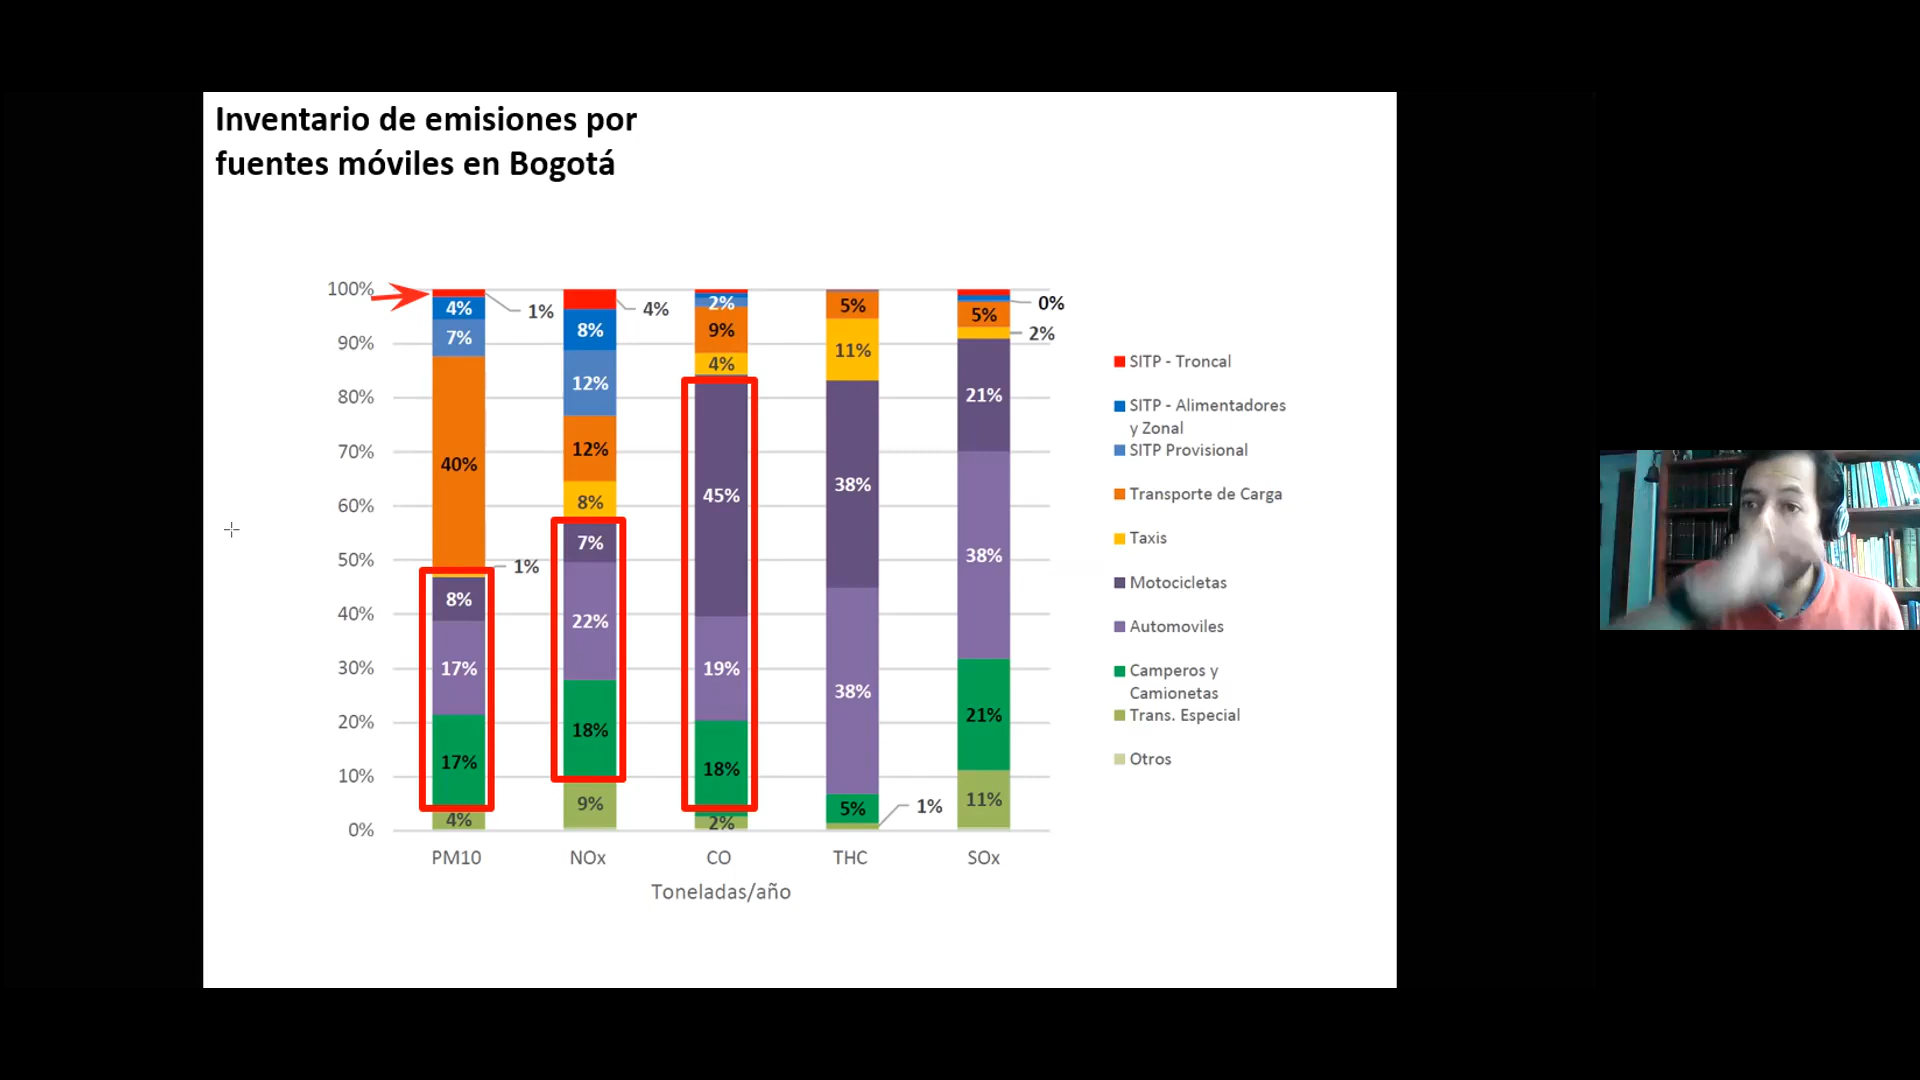 Inventario de emisiones por
fuentes móviles en Bogotá
100%
90%
80%
70%
60%
50%
40%
30%
20%
10%
0%
4%
1%
7%
40%
1%
8%
17%
17%
4%
4%
8%
12%
12%
8%
7%
22%
18%
9%
2%
9%
4%
45%
19%
18%
2%
5%
11%
38%
38%
5%
1%
0%
5%
2%
21%
38%
21%
11%
PM10
NOx
CO
THC
SOx
Toneladas/año
SITP - Troncal
SITP - Alimentadores
y Zonal
SITP Provisional
Transporte de Carga
Taxis
Motocicletas
Automoviles
Camperos y
Camionetas
Trans. Especial
Otros